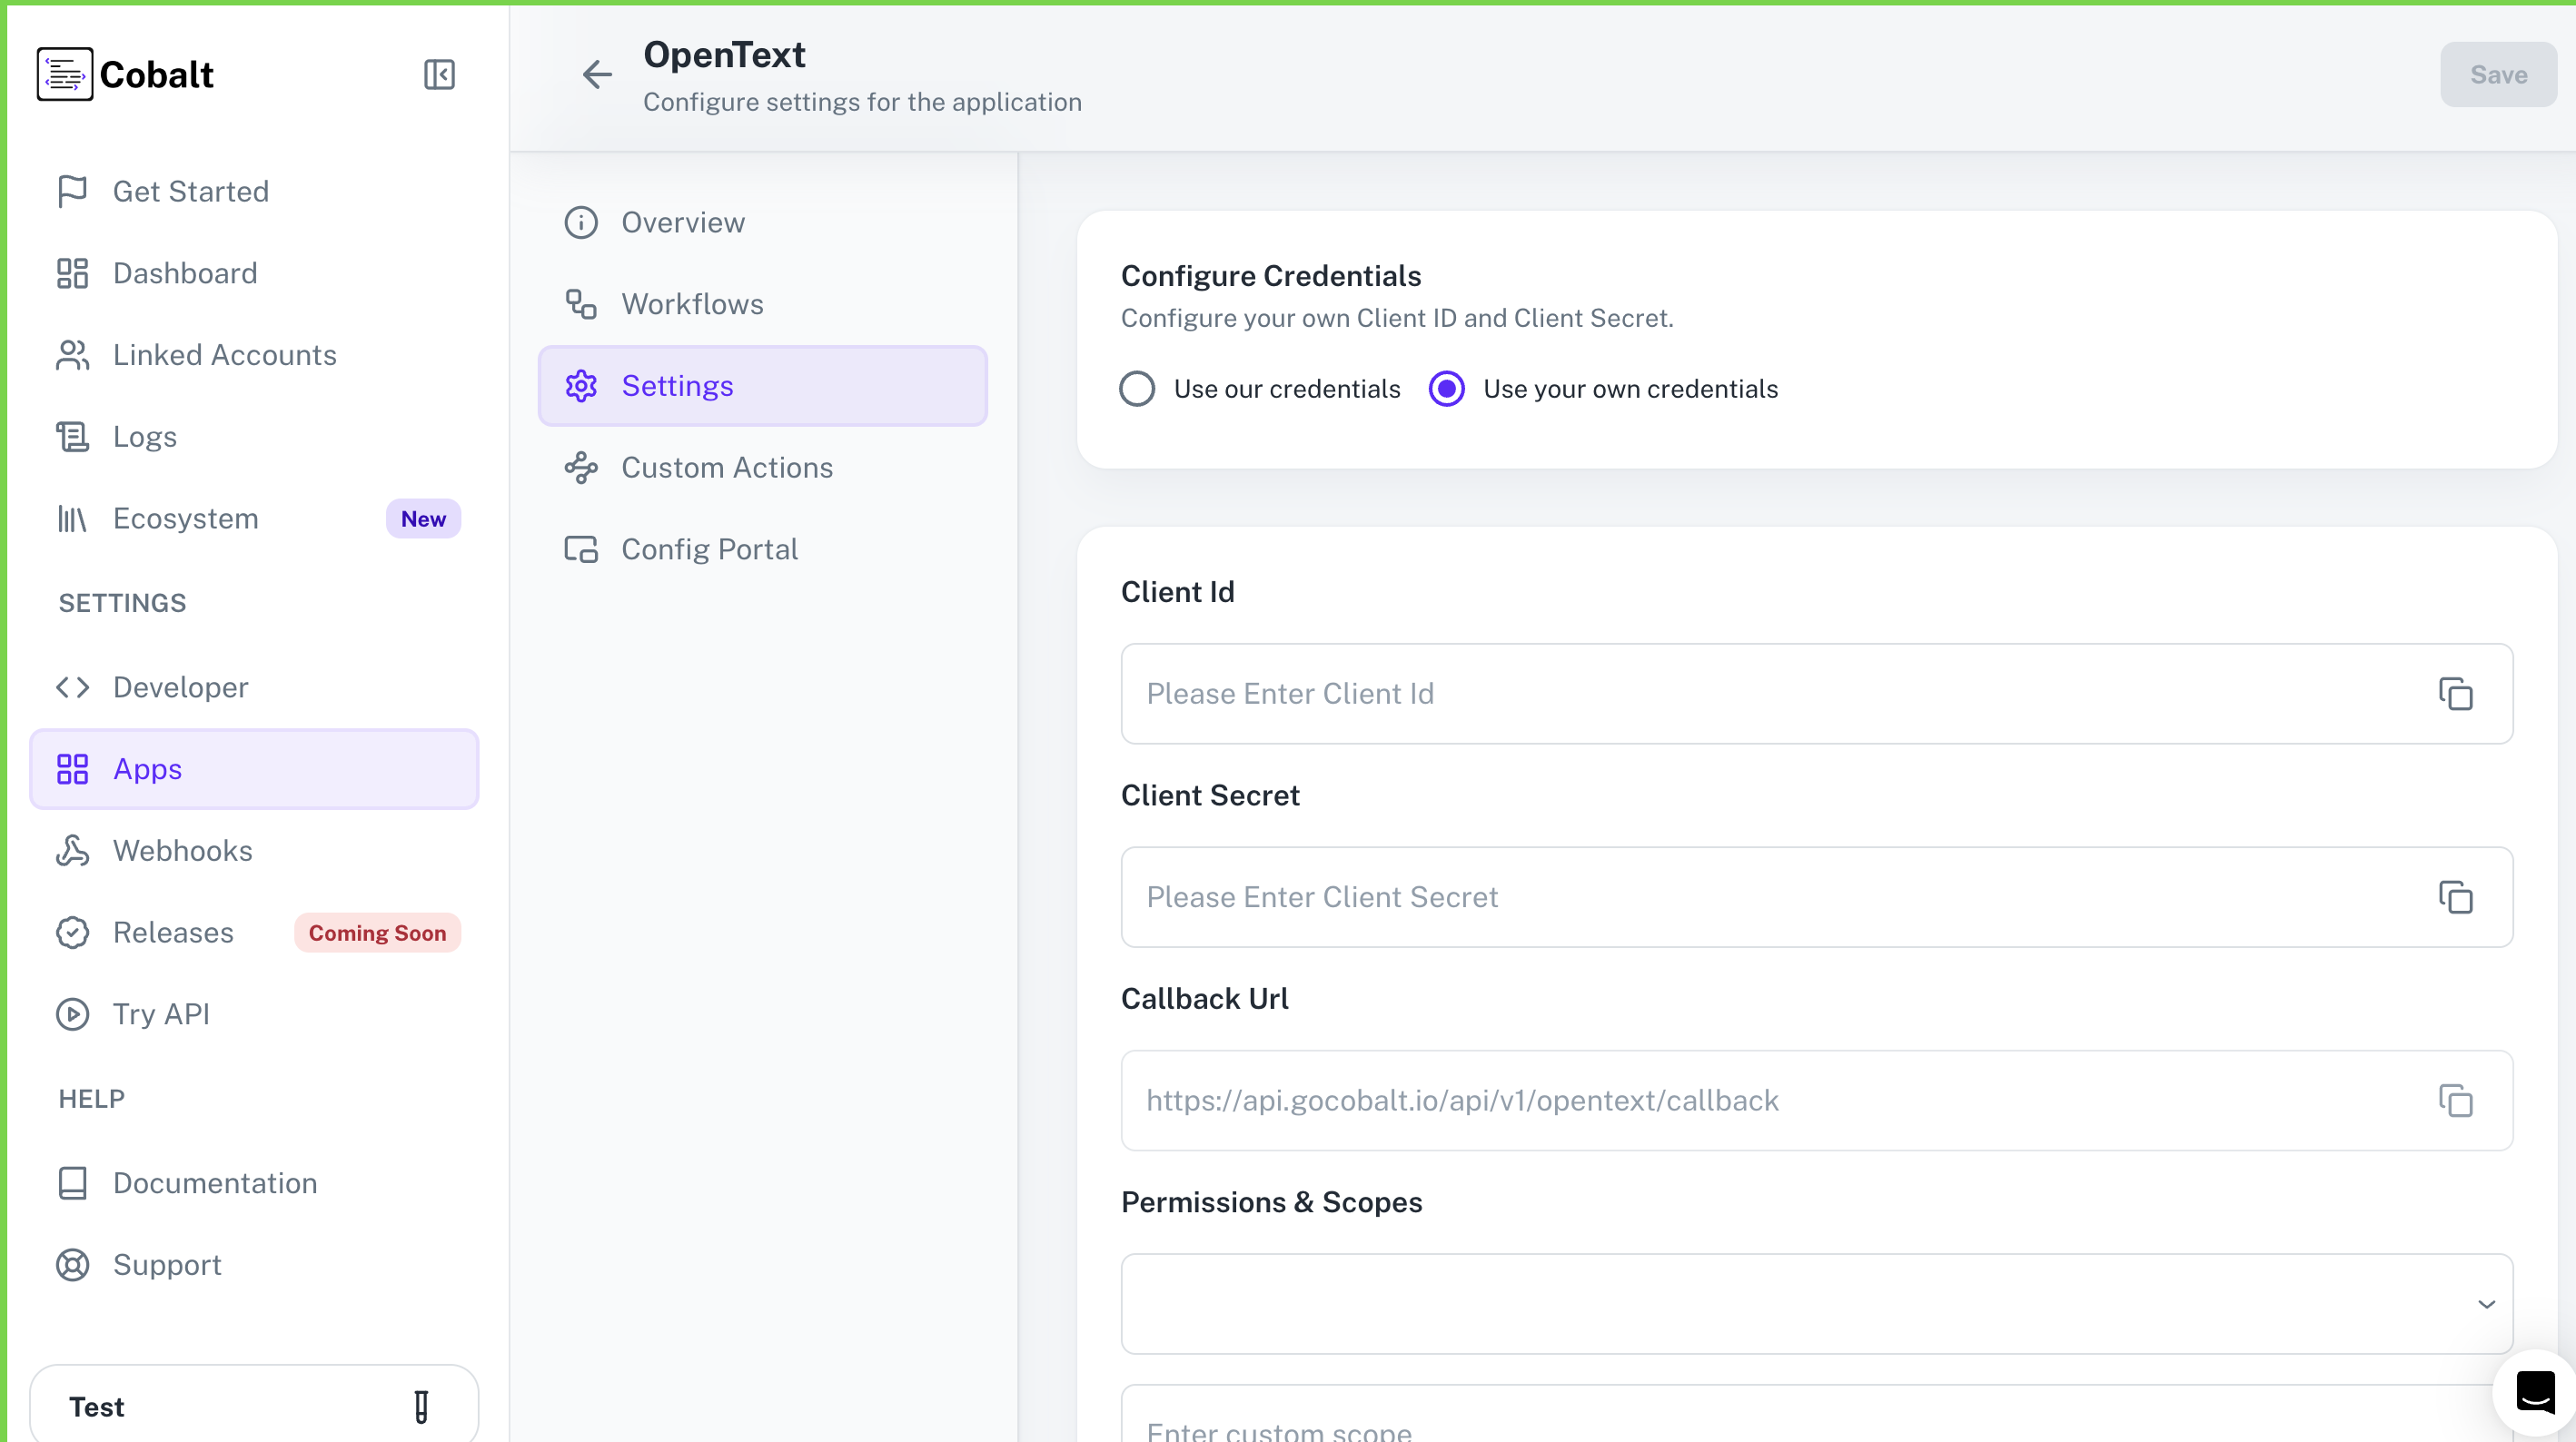 Cobalt
Get Started
Dashboard
Linked Accounts
Logs
Ecosystem
New
SETTINGS
Developer
Apps
Webhooks
Releases
Coming Soon
Try API
HELP
Documentation
Support
Test
OpenText
Configure settings for the application
Save
Overview
Workflows
Settings
Custom Actions
Config Portal
Configure Credentials
Configure your own Client ID and Client Secret.
Use our credentials
Use your own credentials
Client Id
Please Enter Client Id
Client Secret
Please Enter Client Secret
Callback Url
https://api.gocobalt.io/api/v1/opentext/callback
Permissions & Scopes
Enter custom scope